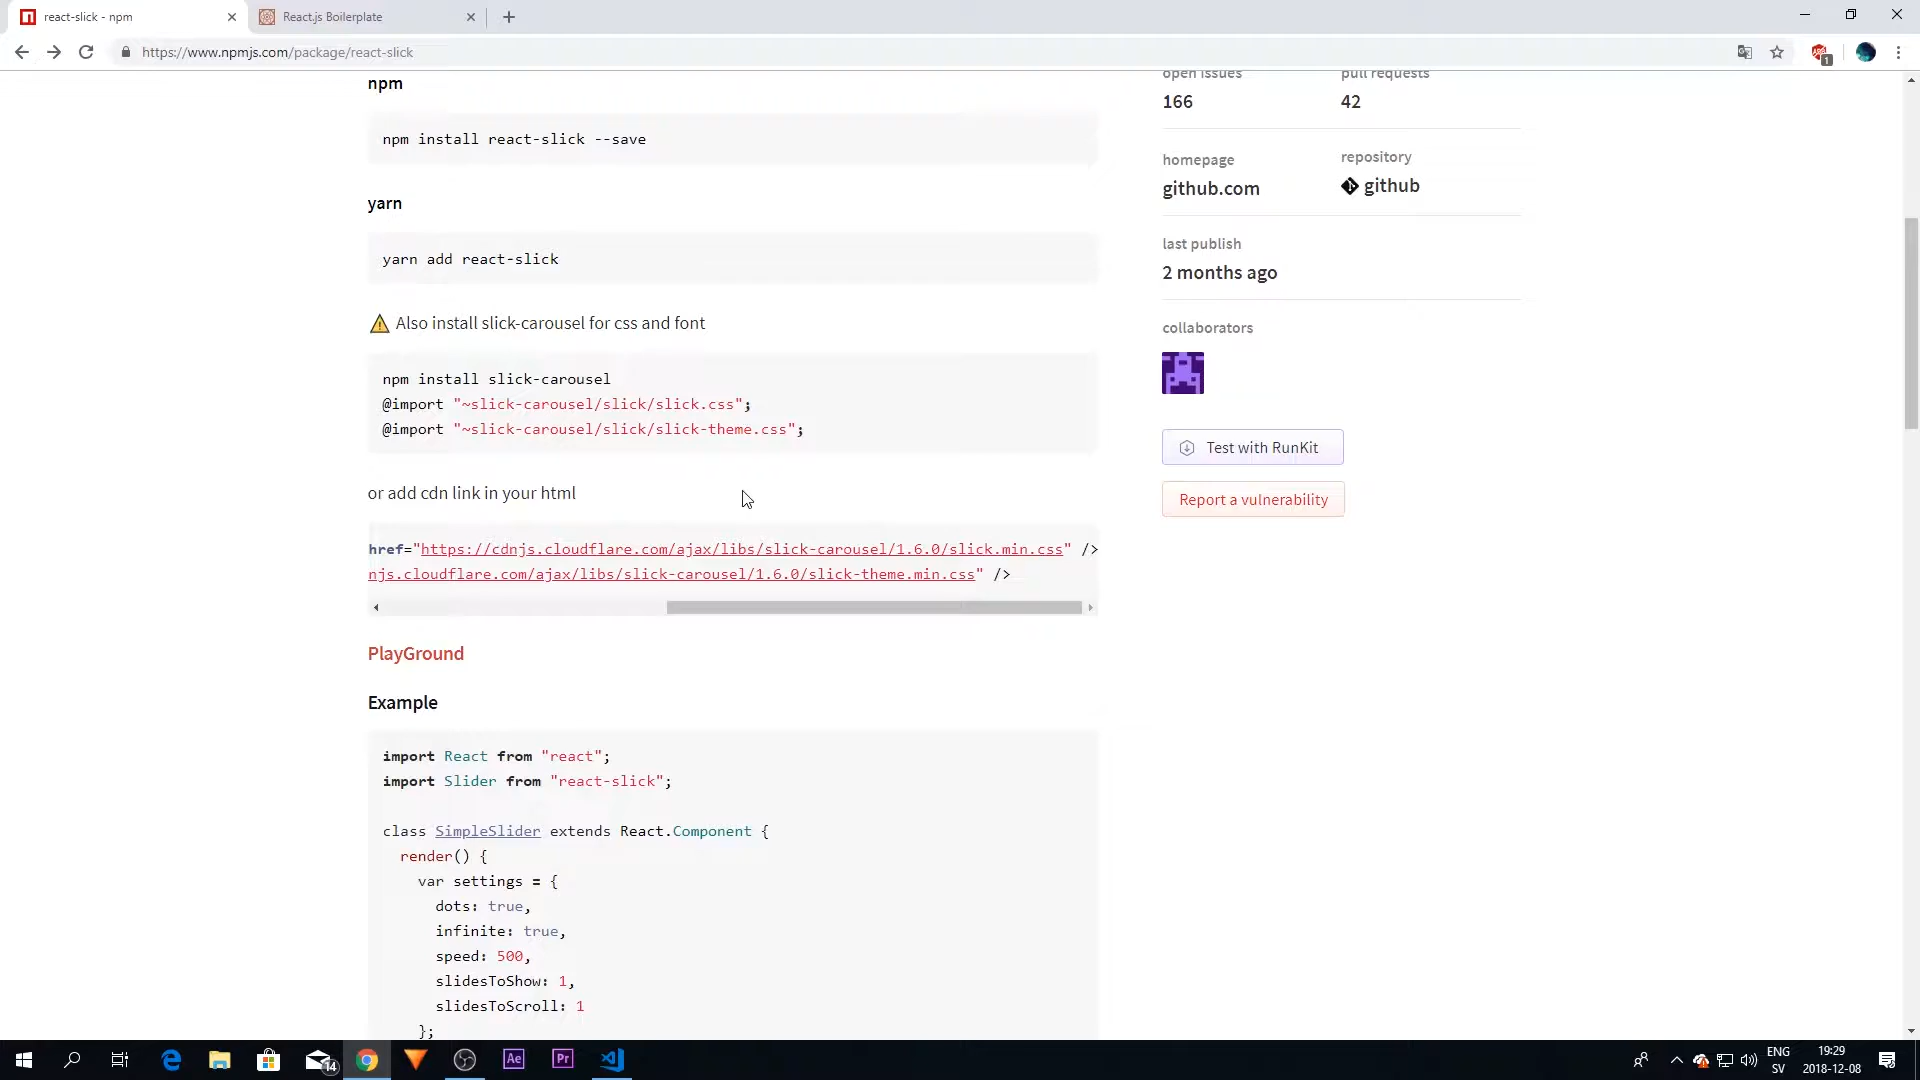 react-slick - npm
React.js Boilerplate
https://www.npmjs.com/package/react-slick
1
npm
npm install react-slick --save
yarn
yarn add react-slick
Also install slick-carousel for css and font
npm install slick-carousel
@import "~slick-carousel/slick/slick.css";
@import "~slick-carousel/slick/slick-theme.css";
or add cdn link in your html
href="https://cdnjs.cloudflare.com/ajax/libs/slick-carousel/1.6.0/slick.min.css" />
njs.cloudflare.com/ajax/libs/slick-carousel/1.6.0/slick-theme.min.css" />
PlayGround
Example
import React from "react";
import Slider from "react-slick";
class SimpleSlider extends React.Component {
render() {
var settings = {
dots: true,
infinite: true,
speed: 500,
slidesToShow: 1,
slidesToScroll: 1
};
open issues
pull requests
166
42
homepage
repository
github.com
github
last publish
2 months ago
collaborators
Test with RunKit
Report a vulnerability
14
Ae
Pr
ENG
SV
19:29
2018-12-08